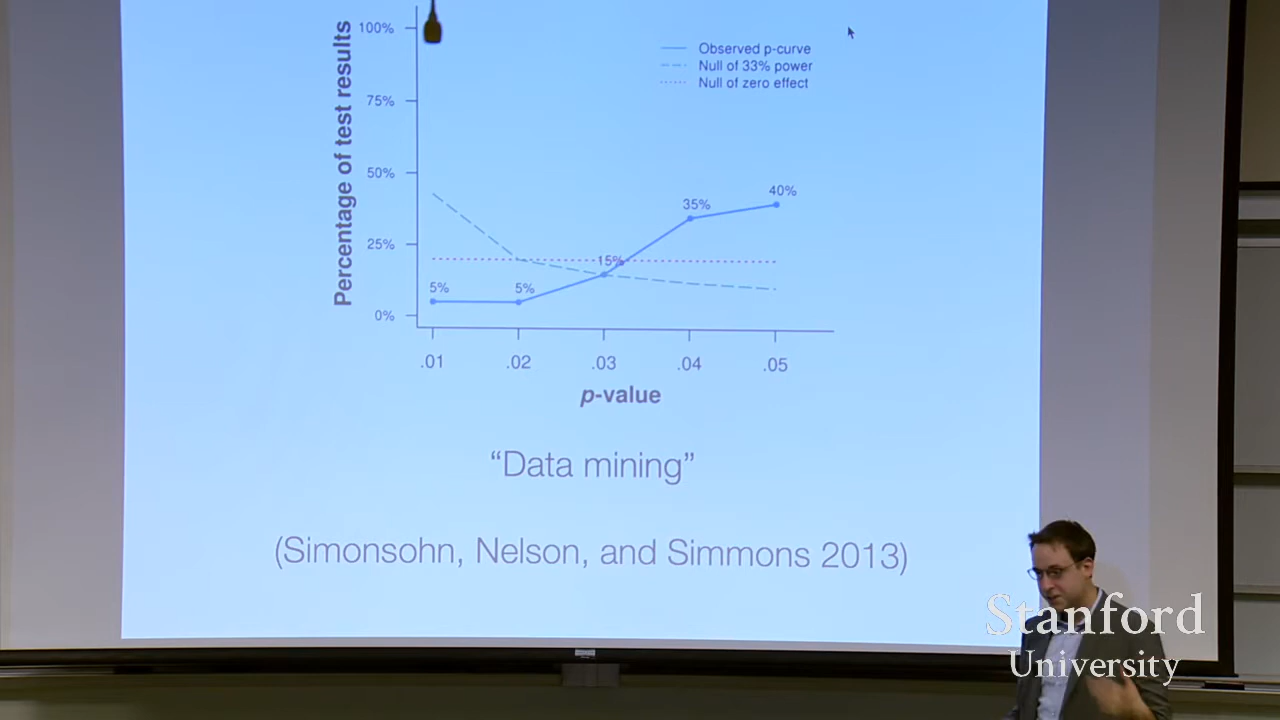 100%
75%
50%
25%
0%
Percentage of test results
Observed p-curve
Null of 33% power
Null of zero effect
5%
5%
15%
35%
40%
.01 .02 .03 .04 .05
p-value
“Data mining”
(Simonsohn, Nelson, and Simmons 2013)
Stanford
University